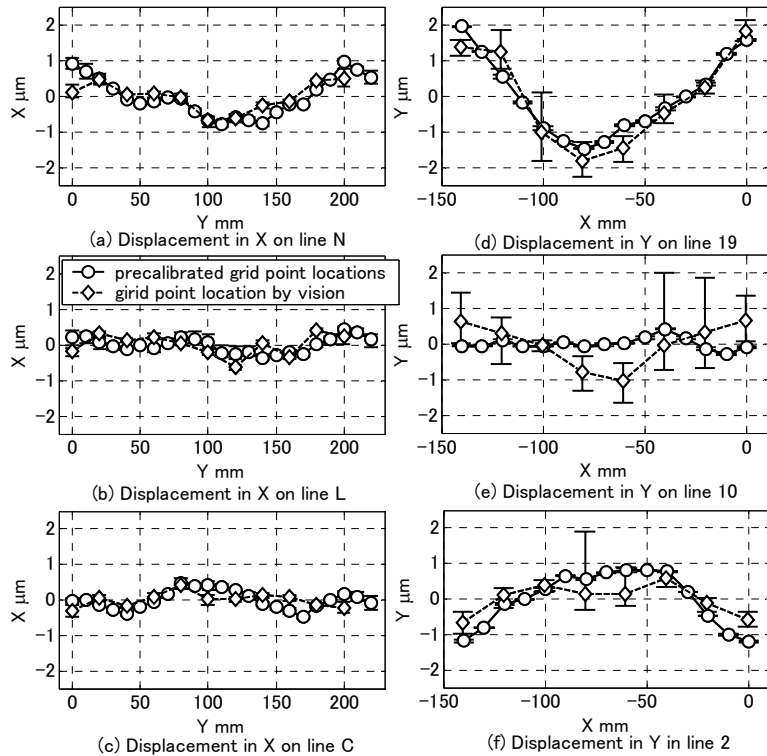 2
1
0
-1
-2
X μm
0
50
100
150
200
Y mm
(a) Displacement in X on line N
2
1
0
-1
-2
Y μm
-150
-100
-50
0
X mm
(d) Displacement in Y on line 19
precalibrated grid point locations
girid point location by vision
2
1
0
-1
-2
X μm
0
50
100
150
200
Y mm
(b) Displacement in X on line L
2
1
0
-1
-2
Y μm
-150
-100
-50
0
X mm
(e) Displacement in Y on line 10
2
1
0
-1
-2
X μm
0
50
100
150
200
Y mm
(c) Displacement in X on line C
2
1
0
-1
-2
Y μm
-150
-100
-50
0
X mm
(f) Displacement in Y in line 2